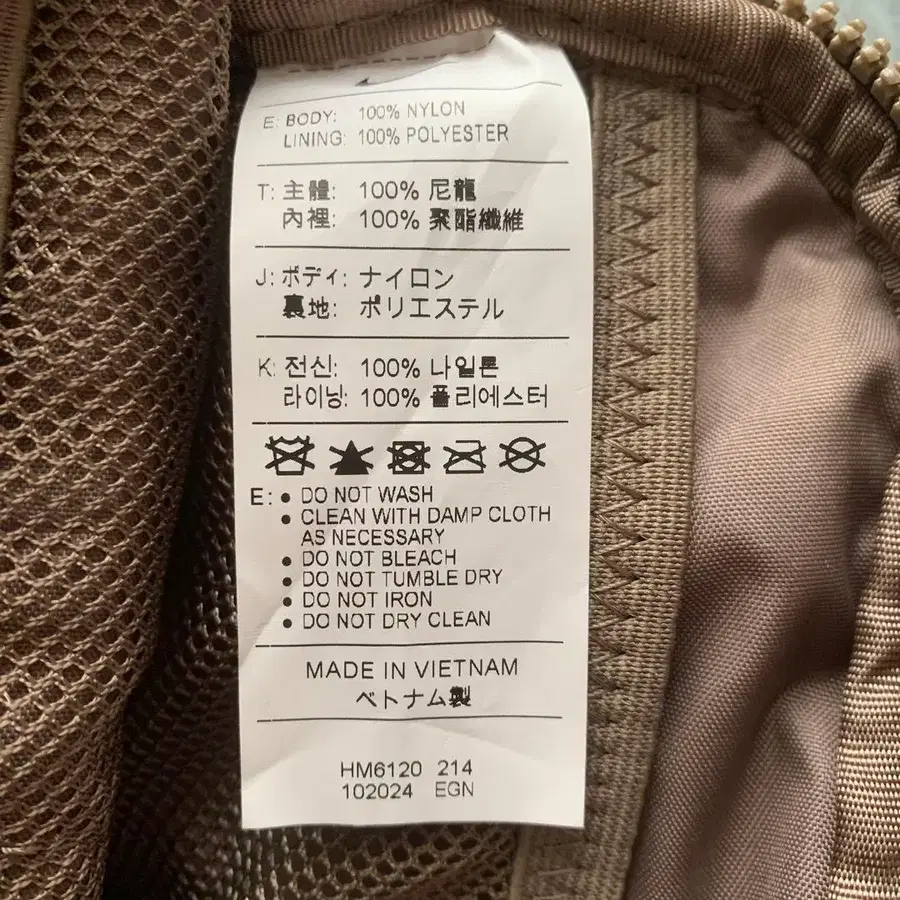 E: BODY: 100% NYLON
LINING: 100% POLYESTER
T: 主體: 100% 尼龍
內裡: 100% 聚酯纖維
J: ボディ: ナイロン
裏地: ポリエステル
K: 전신: 100% 나일론
라이닝: 100% 폴리에스터
E: • DO NOT WASH
• CLEAN WITH DAMP CLOTH
AS NECESSARY
• DO NOT BLEACH
• DO NOT TUMBLE DRY
• DO NOT IRON
• DO NOT DRY CLEAN
MADE IN VIETNAM
ベトナム製
HM6120 214
102024 EGN